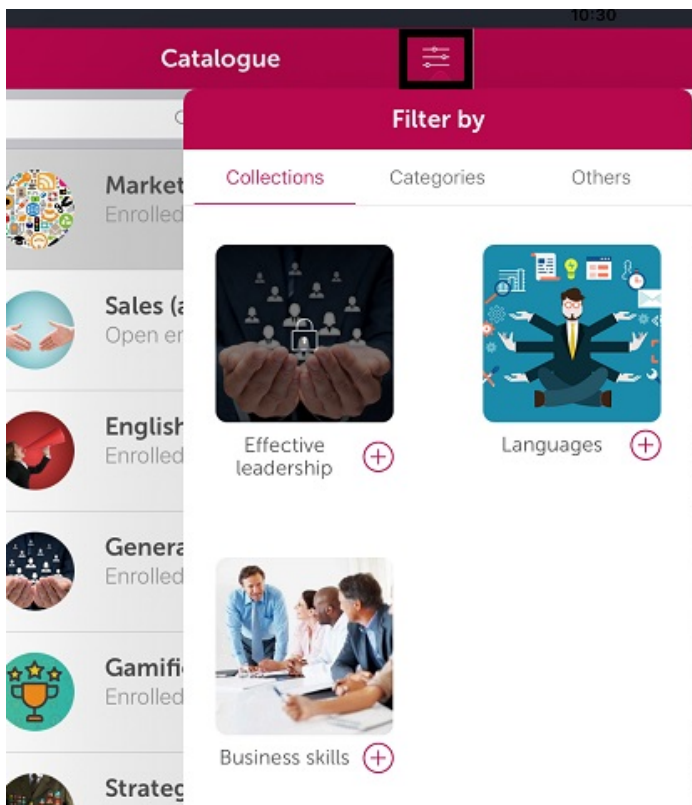 10:30
Catalogue
Filter by
Collections
Categories
Others
Market
Enrolled
Sales (a
Open en
English
Enrolled
Genera
Enrolled
Gamifi
Enrolled
Strateg
Effective
leadership
Languages
Business skills